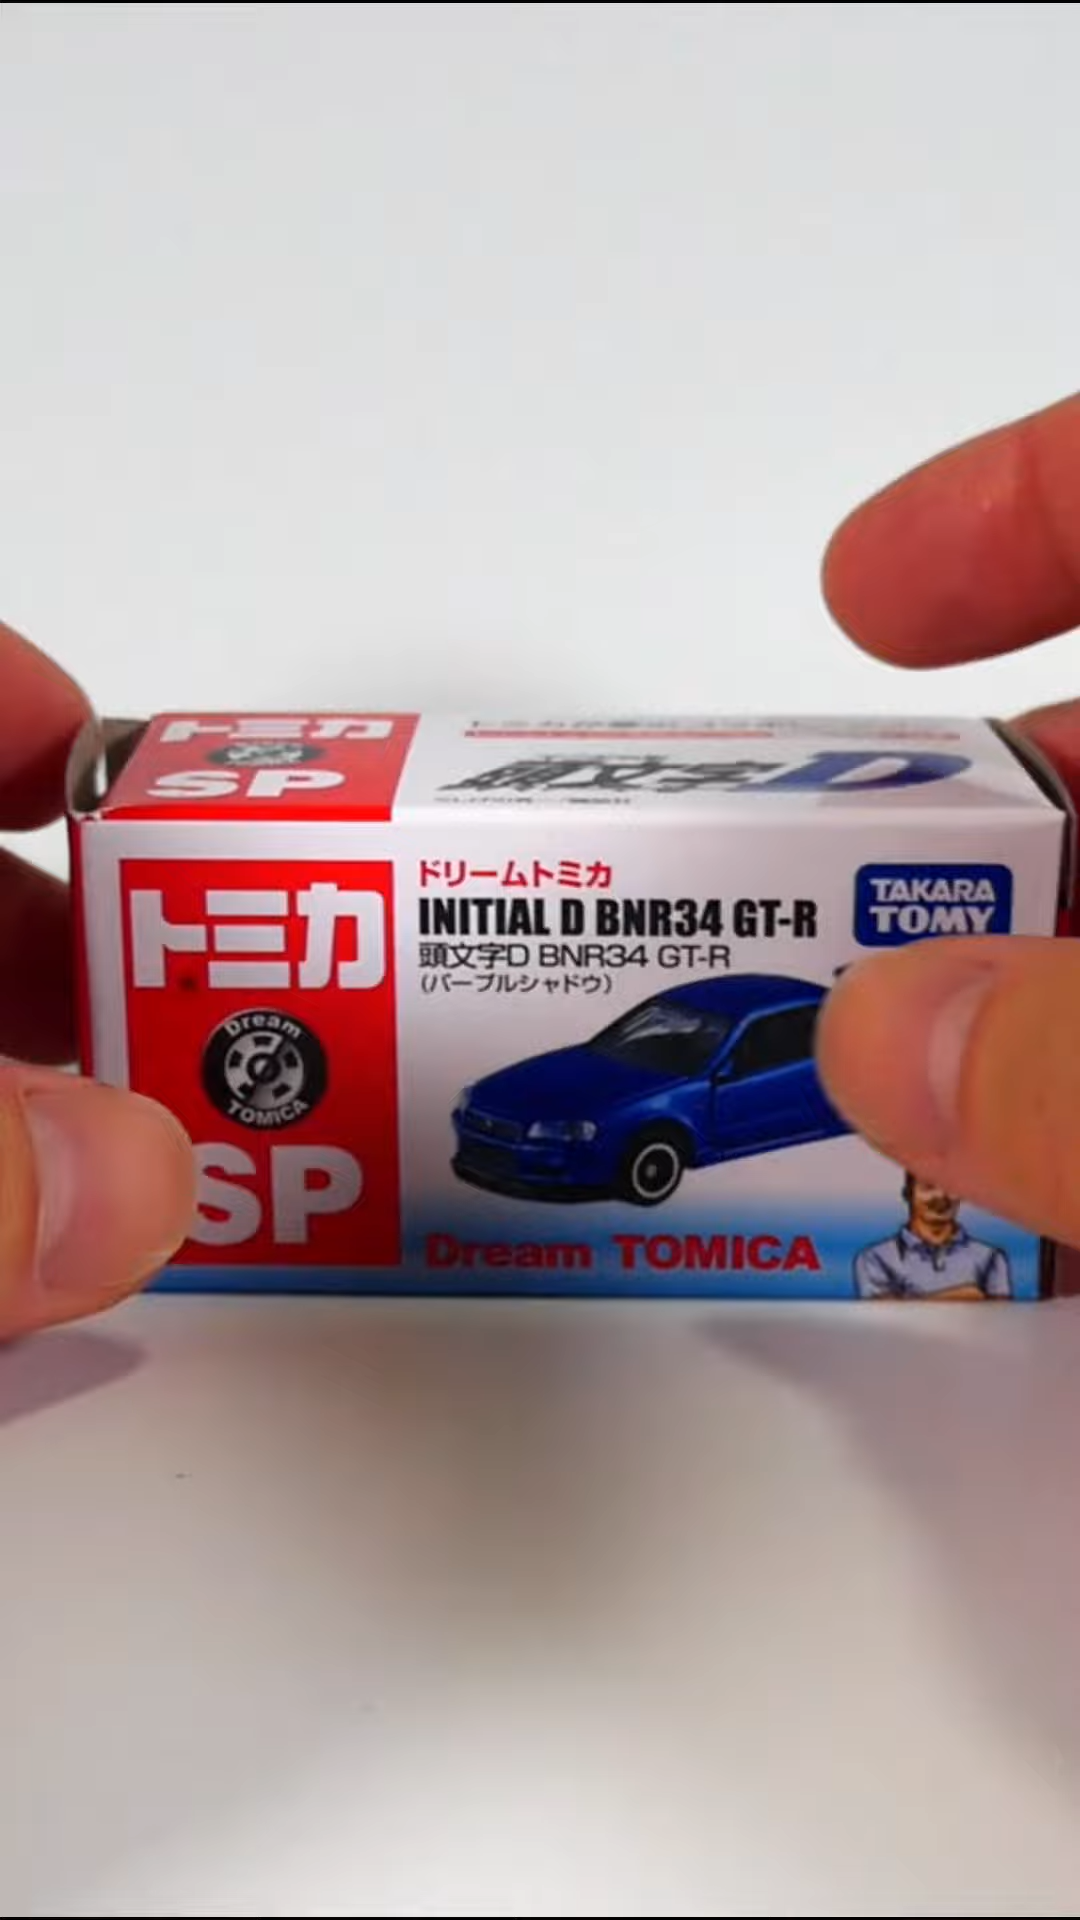 トミカ
SP
頭文字D
トミカ
Dream
TOMICA
SP
ドリームトミカ
INITIAL D BNR34 GT-R
頭文字D BNR34 GT-R
(パープルシャドウ)
TAKARA
TOMY
Dream TOMICA